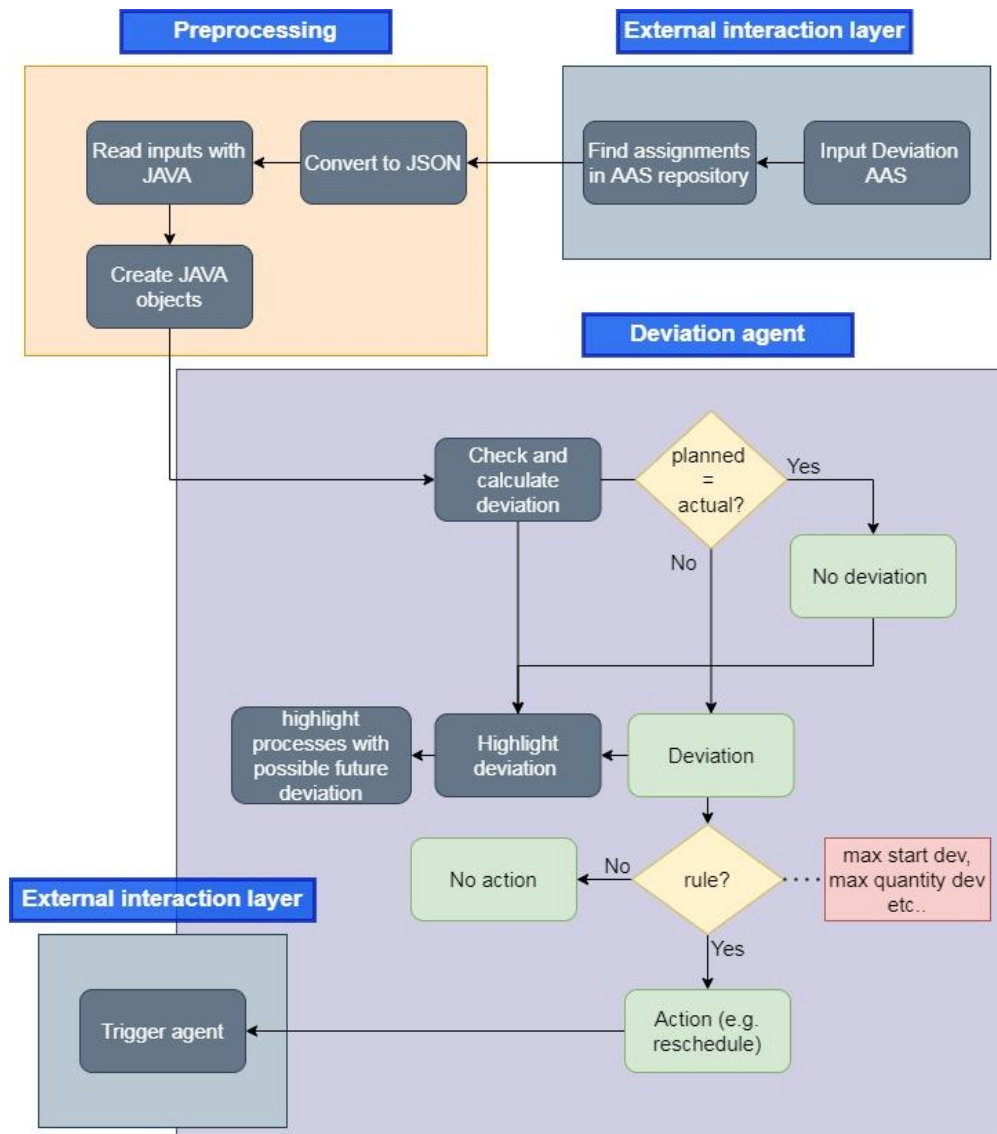 Preprocessing
External interaction layer
Read inputs with
JAVA
Convert to JSON
Find assignments
in AAS repository
Input Deviation
AAS
Create JAVA
objects
Deviation agent
Check and
calculate
deviation
planned
=
actual?
Yes
No
No deviation
highlight
processes with
possible future
deviation
Highlight
deviation
Deviation
No action
No
rule?
max start dev,
max quantity dev
etc..
Yes
External interaction layer
Trigger agent
Action (e.g.
reschedule)